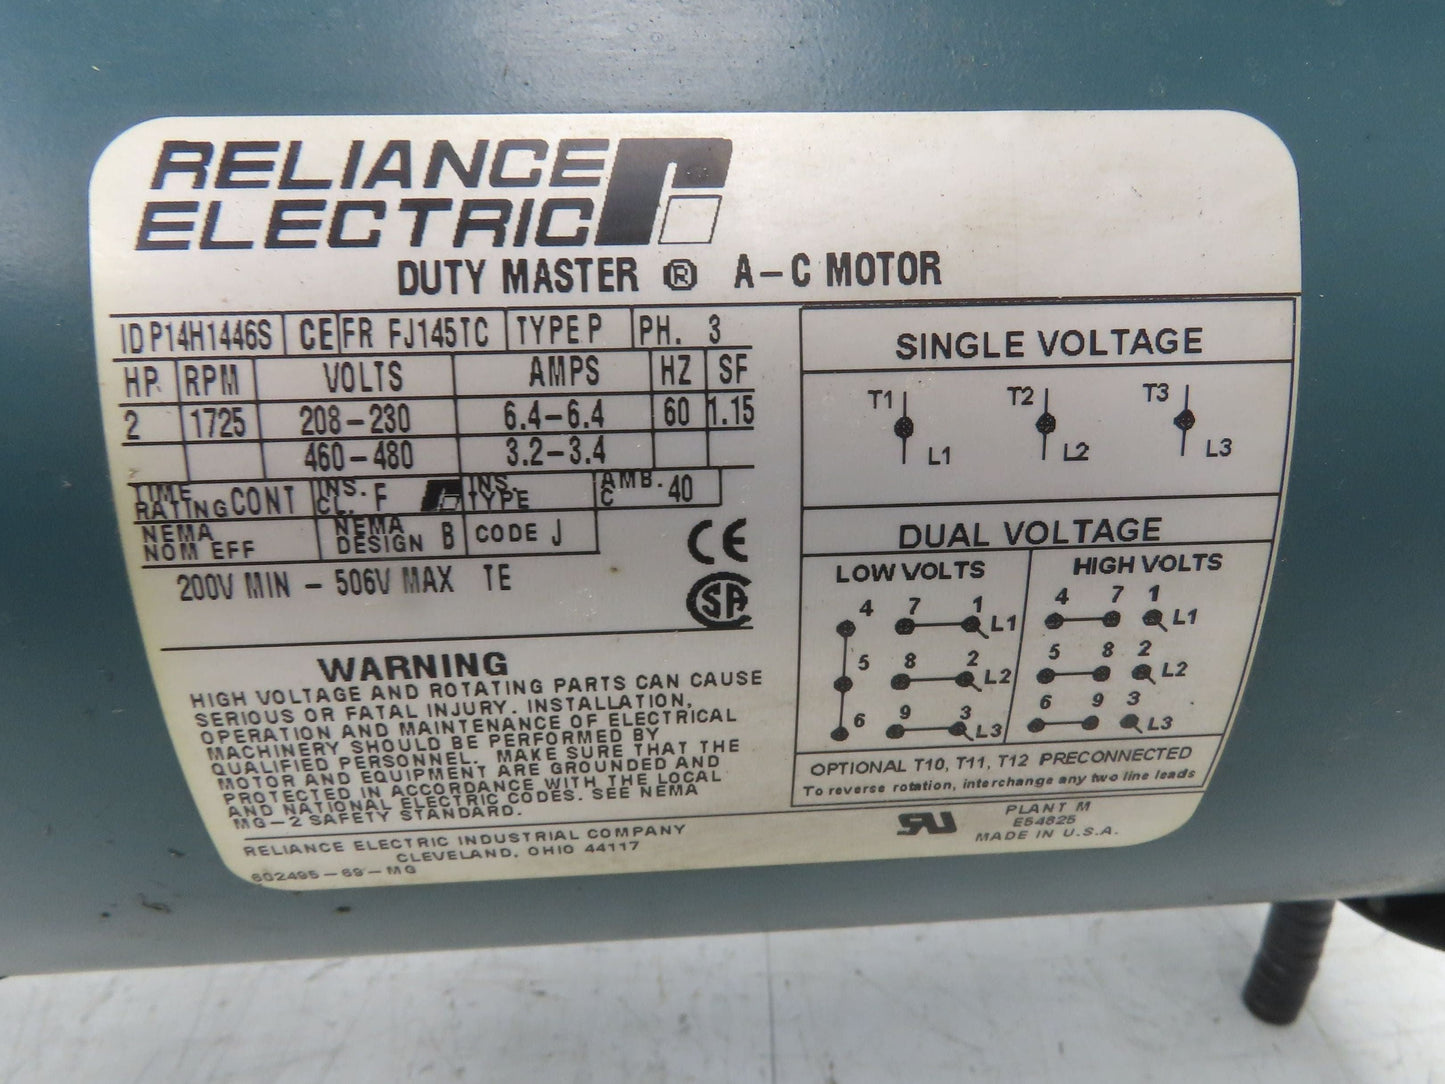 RELIANCE
ELECTRIC
DUTY MASTER ® A-C MOTOR
ID P14H1446S CE FR FJ145TC TYPE P PH. 3
HP RPM VOLTS AMPS HZ SF
2 1725 208-230 6.4-6.4 60 1.15
460-480 3.2-3.4
TIME RATING CONT INS. CL. F INS. TYPE AMB. C 40
NEMA NOM EFF NEMA DESIGN B CODE J
200V MIN - 506V MAX TE
CE
CSA
WARNING
HIGH VOLTAGE AND ROTATING PARTS CAN CAUSE
SERIOUS OR FATAL INJURY. INSTALLATION,
OPERATION AND MAINTENANCE OF ELECTRICAL
MACHINERY SHOULD BE PERFORMED BY
QUALIFIED PERSONNEL. MAKE SURE THAT THE
MOTOR AND EQUIPMENT ARE GROUNDED AND
PROTECTED IN ACCORDANCE WITH THE LOCAL
AND NATIONAL ELECTRIC CODES. SEE NEMA
MG-2 SAFETY STANDARD.
RELIANCE ELECTRIC INDUSTRIAL COMPANY
CLEVELAND, OHIO 44117
602495-69-MG
SINGLE VOLTAGE
T1 T2 T3
L1 L2 L3
DUAL VOLTAGE
LOW VOLTS HIGH VOLTS
4 7 1 L1 4 7 1 L1
5 8 2 L2 5 8 2 L2
6 9 3 L3 6 9 3 L3
OPTIONAL T10, T11, T12 PRECONNECTED
To reverse rotation, interchange any two line leads
PLANT M
E54825
MADE IN U.S.A.